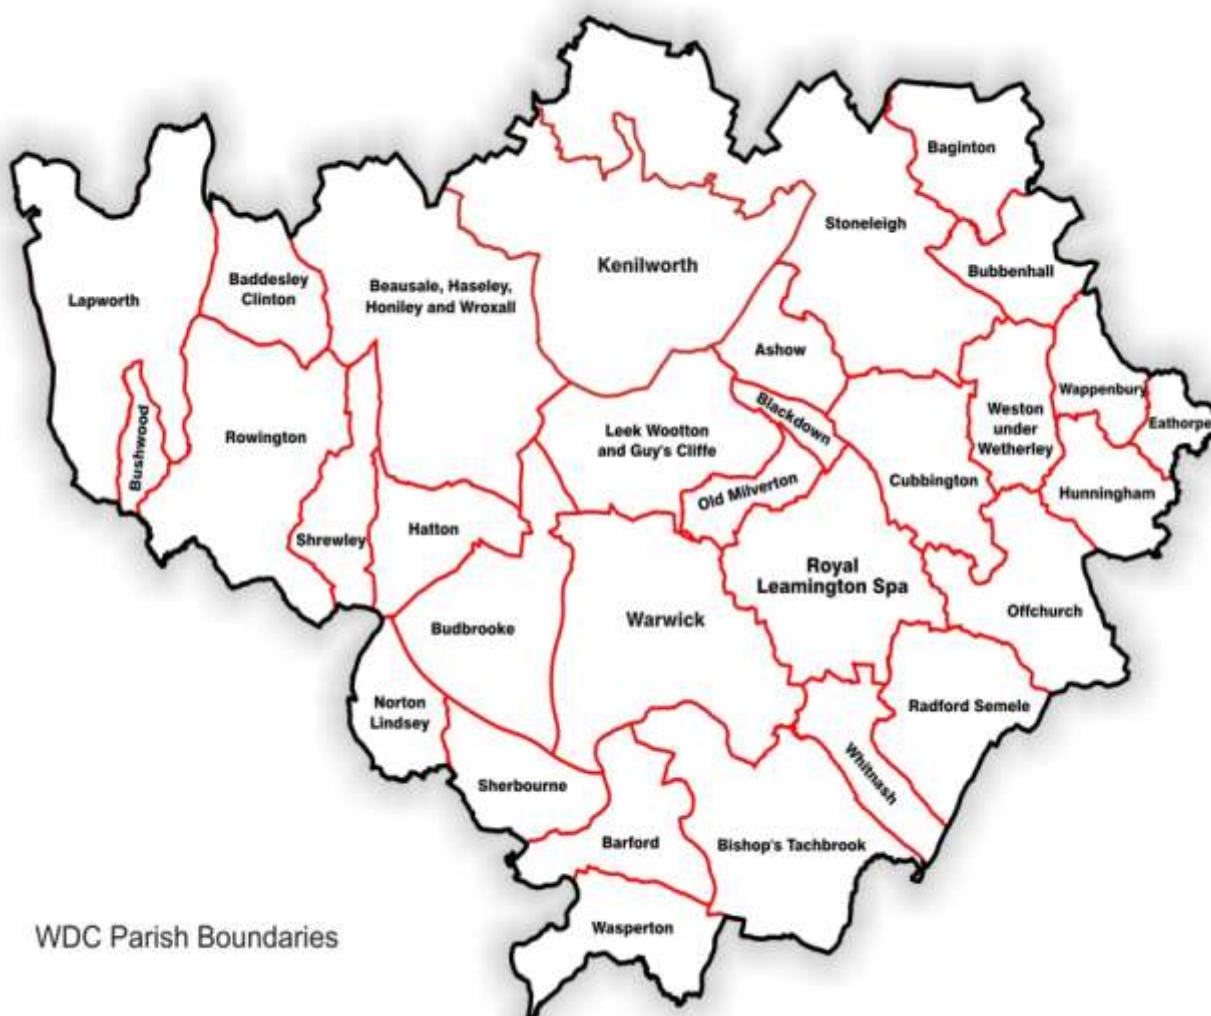 Baginton
Stoneleigh
Kenilworth
Bubbenhall
Baddesley
Clinton
Beausale, Haseley,
Honiley and Wroxall
Lapworth
Ashow
Wappenbury
Blackdown
Weston
under
Wetherley
Eathorpe
Bushwood
Rowington
Leek Wootton
and Guy's Cliffe
Cubbington
Old Milverton
Hunningham
Shrewley
Hatton
Royal
Leamington Spa
Offchurch
Warwick
Budbrooke
Norton
Lindsey
Radford Semele
Whitnash
Sherbourne
Barford
Bishop's Tachbrook
Wasperton
WDC Parish Boundaries